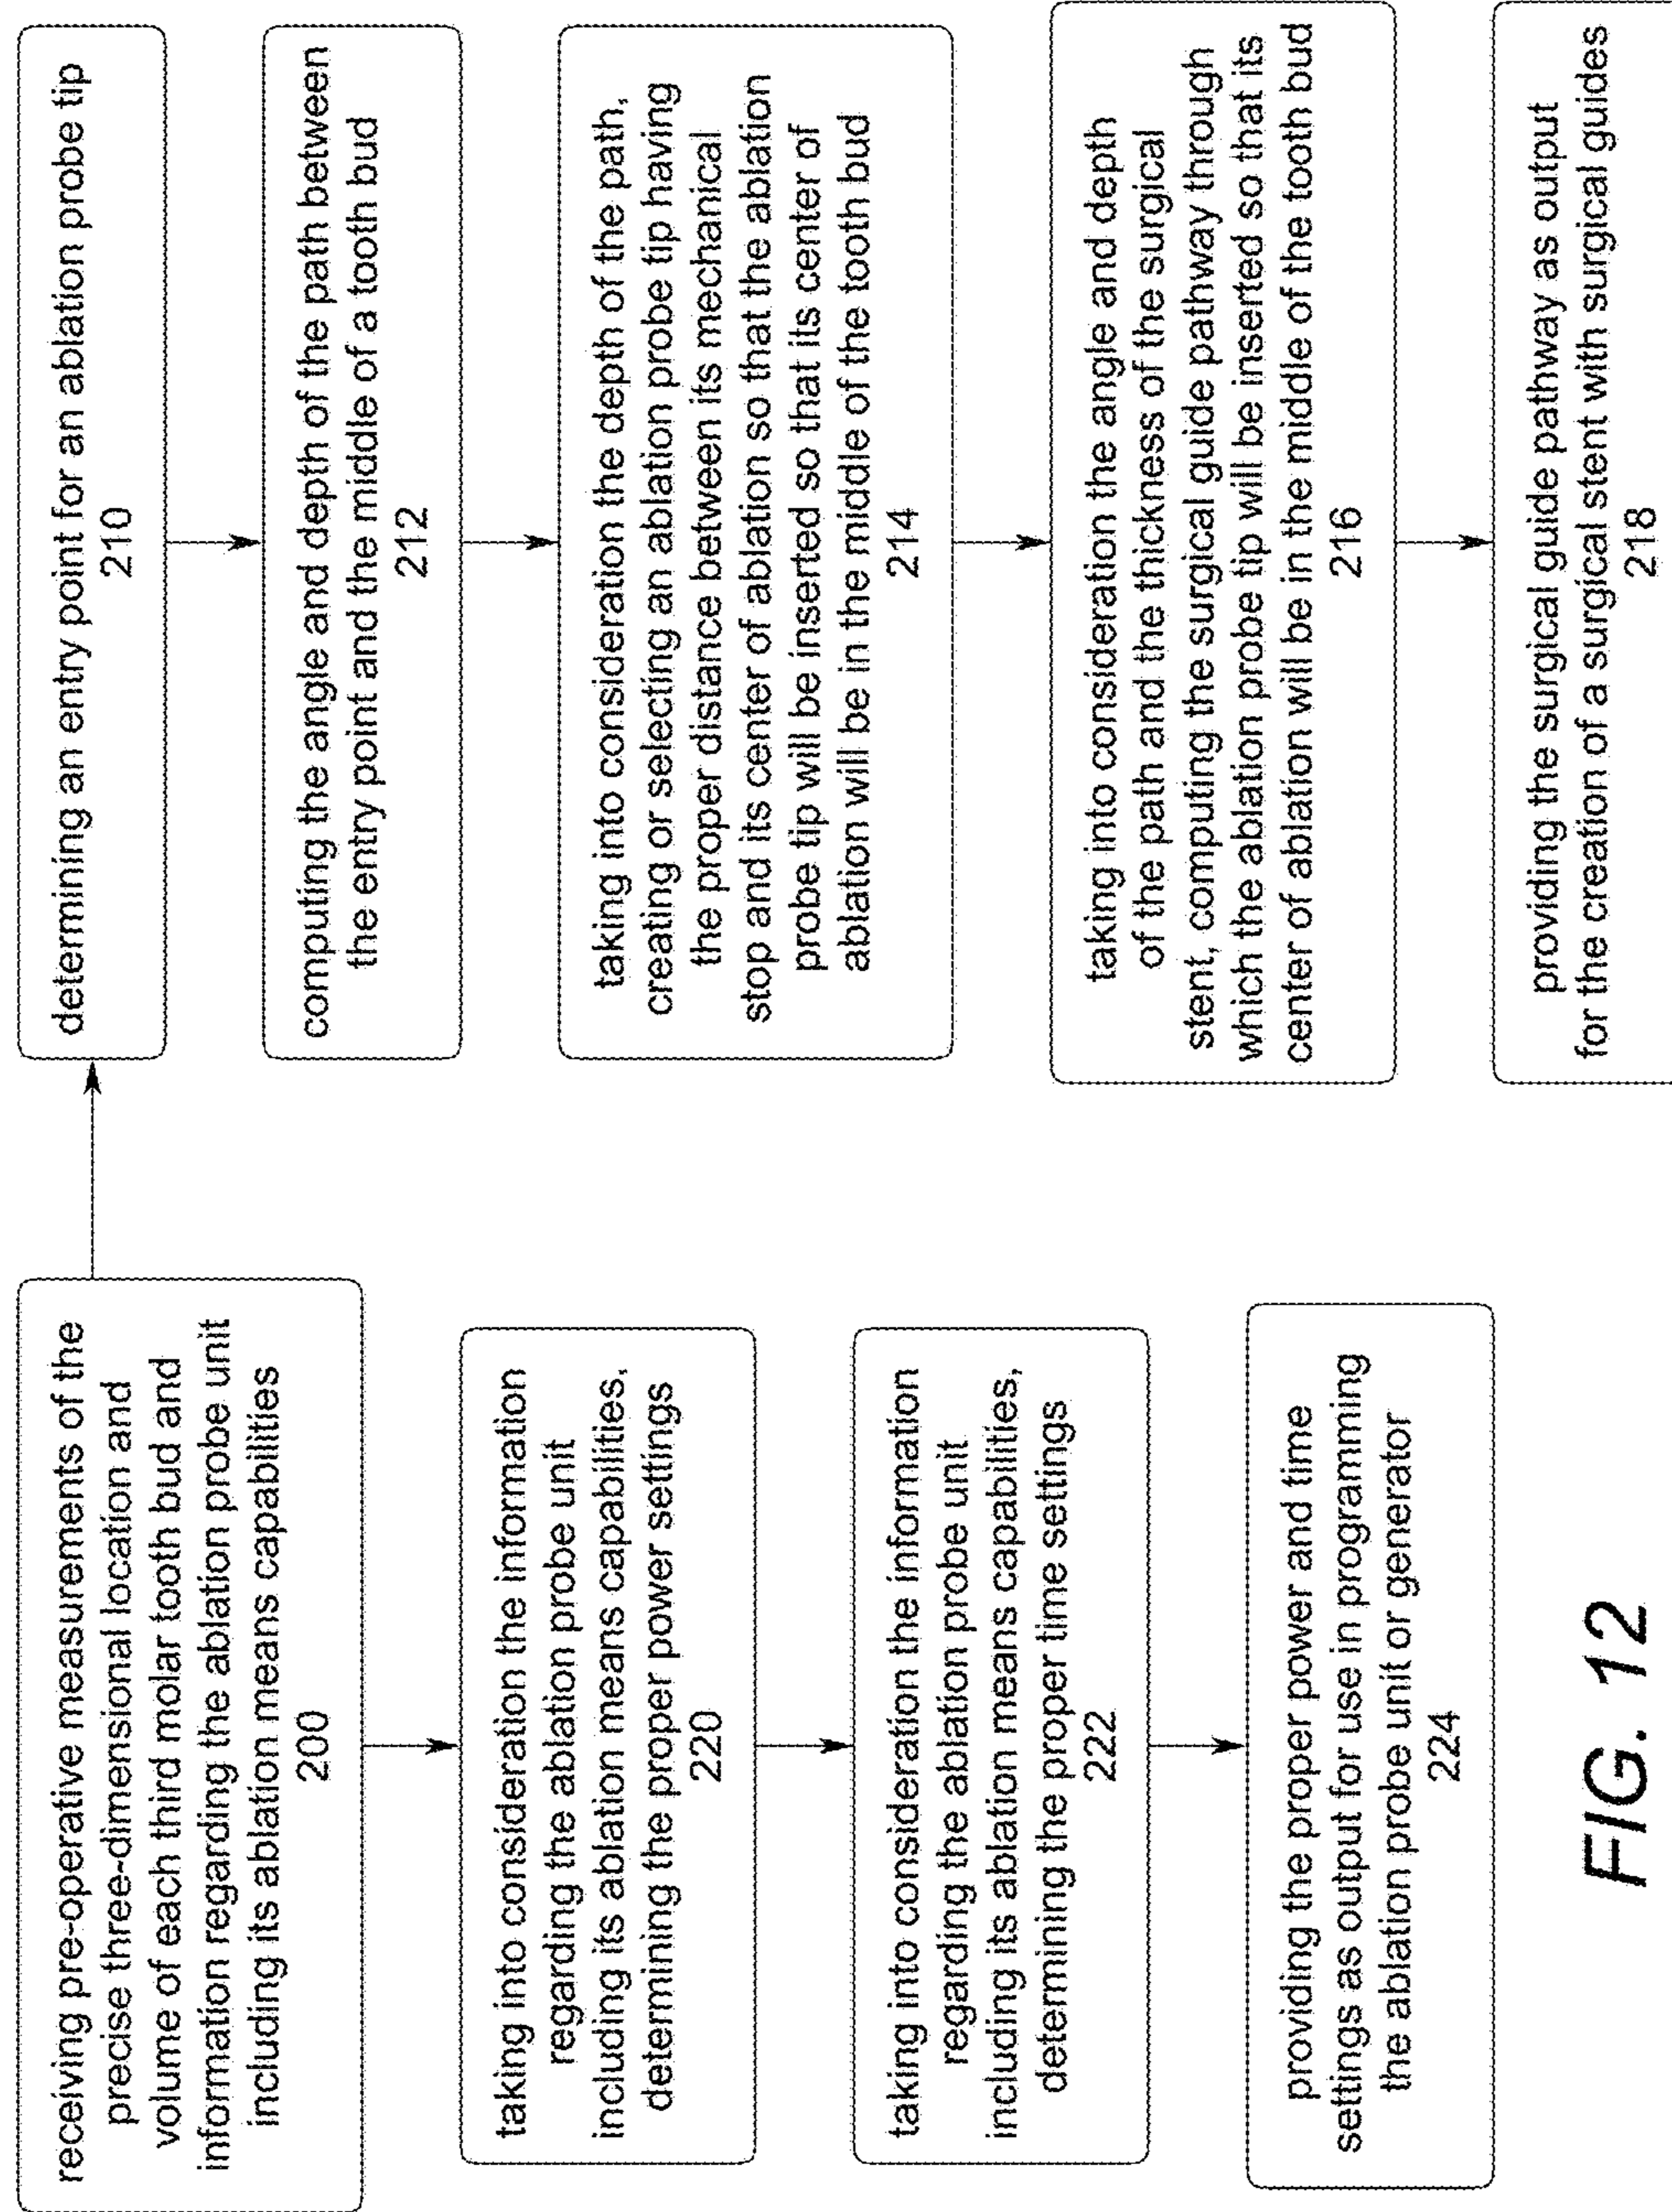 receiving pre-operative measurements of the
precise three-dimensional location and
volume of each third molar tooth bud and
information regarding the ablation probe unit
including its ablation means capabilities
200
taking into consideration the information
regarding the ablation probe unit
including its ablation means capabilities,
determining the proper power settings
220
taking into consideration the information
regarding the ablation probe unit
including its ablation means capabilities,
determining the proper time settings
222
providing the proper power and time
settings as output for use in programming
the ablation probe unit or generator
224
determining an entry point for an ablation probe tip
210
computing the angle and depth of the path between
the entry point and the middle of a tooth bud
212
taking into consideration the depth of the path,
creating or selecting an ablation probe tip having
the proper distance between its mechanical
stop and its center of ablation so that the ablation
probe tip will be inserted so that its center of
ablation will be in the middle of the tooth bud
214
taking into consideration the angle and depth
of the path and the thickness of the surgical
stent, computing the surgical guide pathway through
which the ablation probe tip will be inserted so that its
center of ablation will be in the middle of the tooth bud
216
providing the surgical guide pathway as output
for the creation of a surgical stent with surgical guides
218
FIG. 12